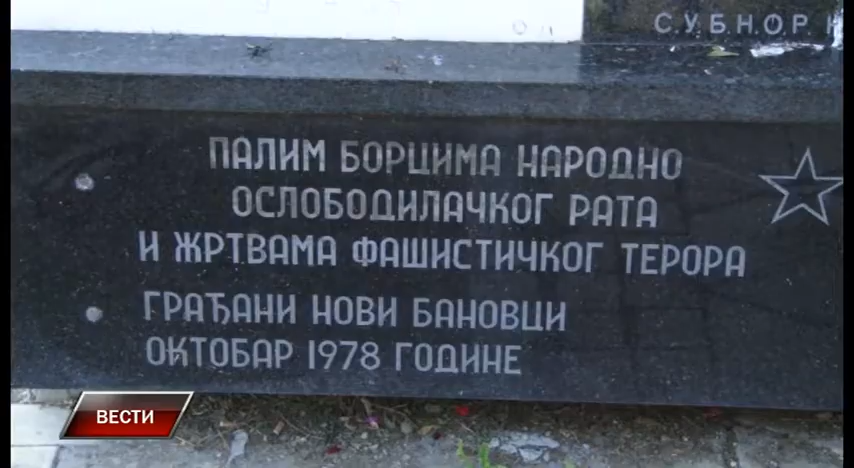 С.У.Б.Н.О.Р.
ПАЛИМ БОРЦИМА НАРОДНО
ОСЛОБОДИЛАЧКОГ РАТА
И ЖРТВАМА ФАШИСТИЧКОГ ТЕРОРА
ГРАЂАНИ НОВИ БАНОВЦИ
ОКТОБАР 1978 ГОДИНЕ
ВЕСТИ